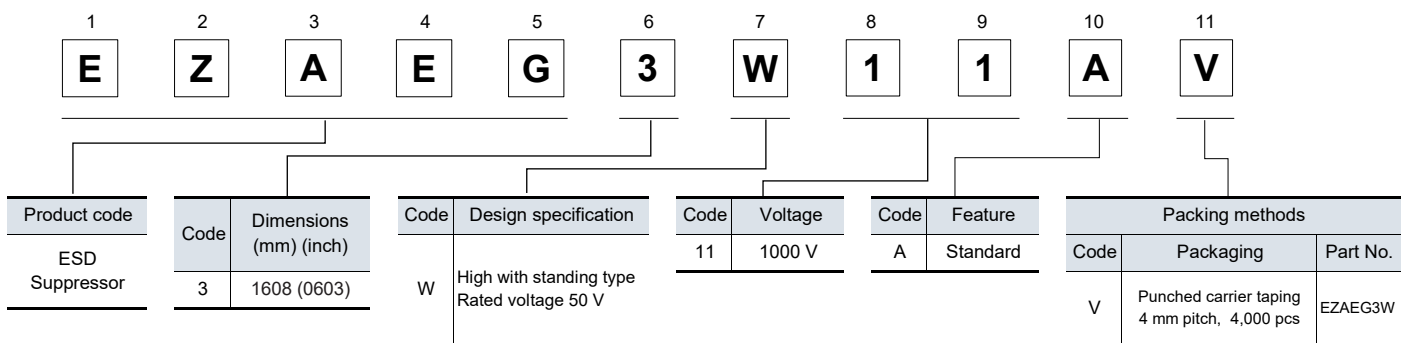 1 2 3 4 5 6 7 8 9 10 11
E Z A E G 3 W 1 1 A V
Product code
ESD
Suppressor
Code Dimensions
(mm) (inch)
3 1608 (0603)
Code Design specification
W High with standing type
Rated voltage 50 V
Code Voltage
11 1000 V
Code Feature
A Standard
Packing methods
Code Packaging Part No.
V Punched carrier taping
4 mm pitch, 4,000 pcs
EZAEG3W